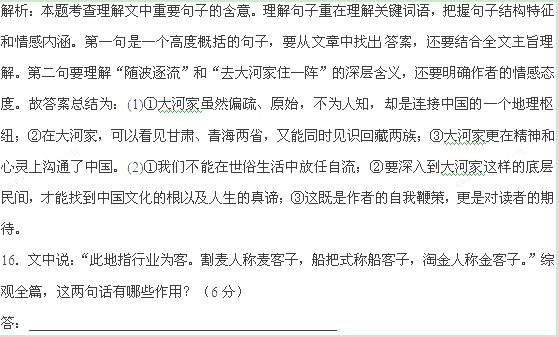 解析：本题考查理解文中重要句子的含意。理解句子重在理解关键词语，把握句子结构特征
和情感内涵。第一句是一个高度概括的句子，要从文章中找出答案，还要结合全文主旨理
解。第二句要理解“随波逐流”和“去大河家住一阵”的深层含义，还要明确作者的情感态
度。故答案总结为：(1)①大河家虽然偏疏、原始，不为人知，却是连接中国的一个地理枢
纽；②在大河家，可以看见甘肃、青海两省，又能同时见识回藏两族；③大河家更在精神和
心灵上沟通了中国。(2)①我们不能在世俗生活中放任自流；②要深入到大河家这样的底层
民间，才能找到中国文化的根以及人生的真谛；③这既是作者的自我鞭策，更是对读者的期
待。
16．文中说：“此地指行业为客。割麦人称麦客子，船把式称船客子，淘金人称金客子。”综
观全篇，这两句话有哪些作用？（6分）
答：